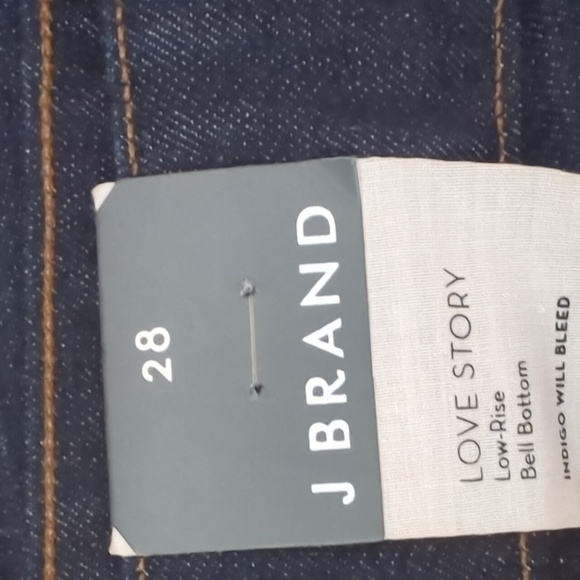 28
J BRAND
LOVE STORY
Low-Rise
Bell Bottom
INDIGO WILL BLEED